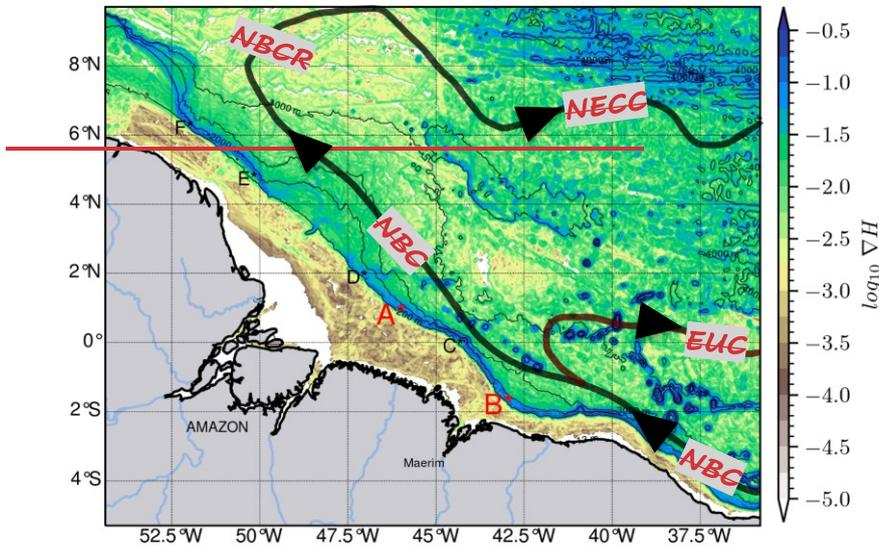 NBCR
8°N
NECC
4000m
F
6°N
E
4°N
NBC
2°N
D
A
0°
C
EUC
B
2°S
AMAZON
Maerim
NBC
4°S
52.5°W
50°W
47.5°W
45°W
42.5°W
40°W
37.5°W
−0.5
−1.0
−1.5
−2.0
−2.5
−3.0
−3.5
−4.0
−4.5
−5.0
log10 ∇H